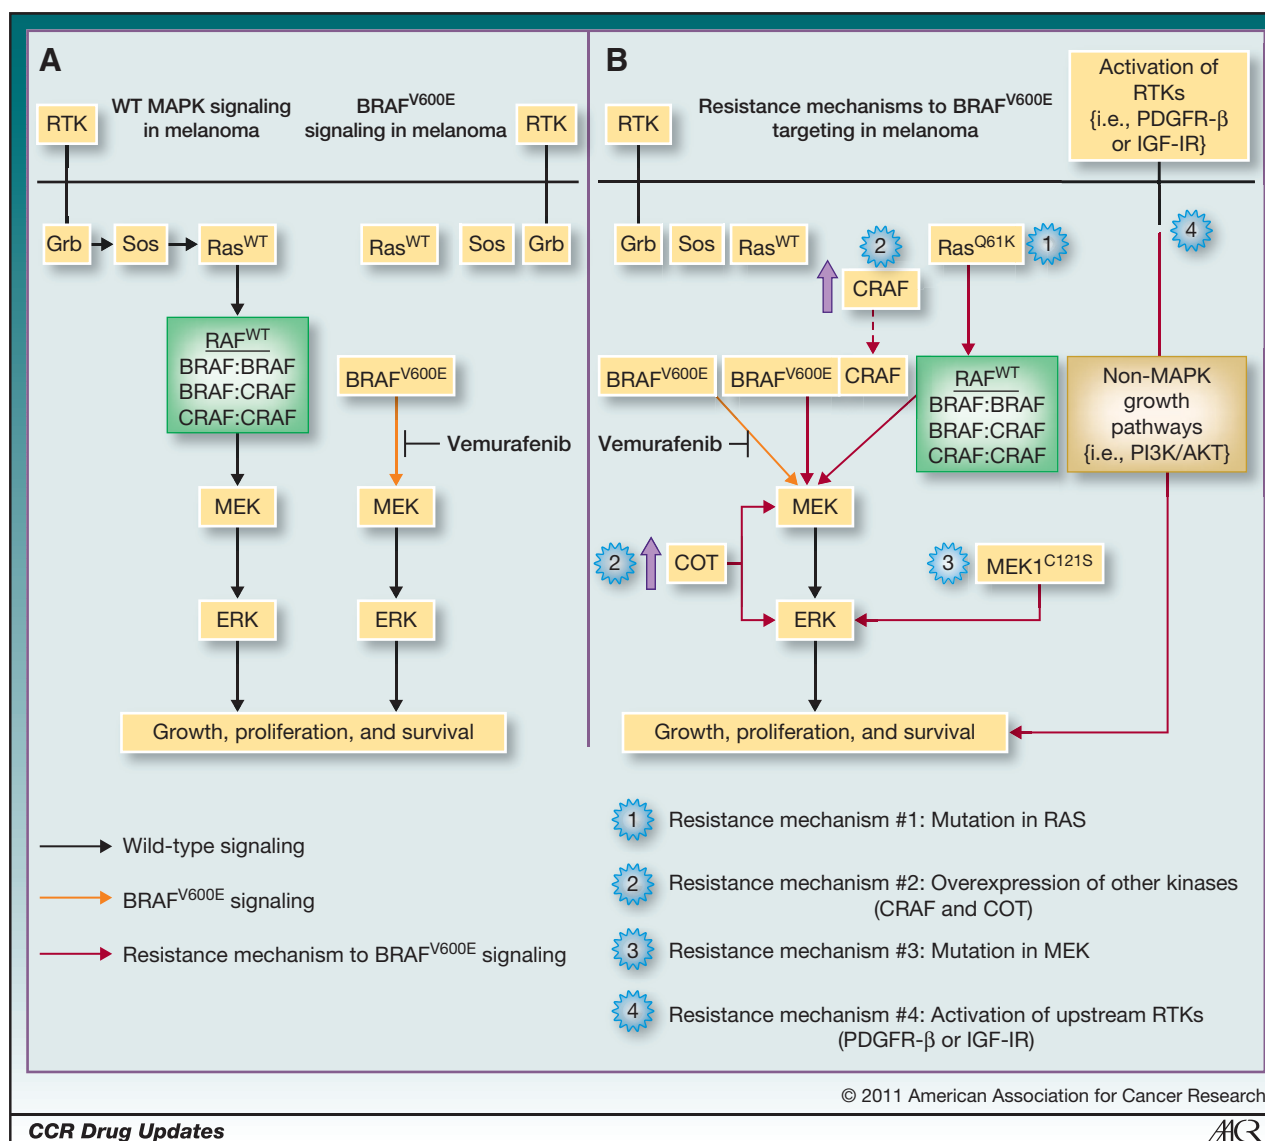 A
WT MAPK signaling
in melanoma
BRAFV600E
signaling in melanoma
RTK
RTK
Grb
Sos
RasWT
RasWT
Sos
Grb
RAFWT
BRAF:BRAF
BRAF:CRAF
CRAF:CRAF
BRAFV600E
Vemurafenib
MEK
MEK
ERK
ERK
Growth, proliferation, and survival
Wild-type signaling
BRAFV600E signaling
Resistance mechanism to BRAFV600E signaling
B
Resistance mechanisms to BRAFV600E
targeting in melanoma
RTK
Activation of
RTKs
{i.e., PDGFR-β
or IGF-IR}
Grb
Sos
RasWT
2
CRAF
RasQ61K
1
4
BRAFV600E
BRAFV600E
CRAF
RAFWT
BRAF:BRAF
BRAF:CRAF
CRAF:CRAF
Non-MAPK
growth
pathways
{i.e., PI3K/AKT}
Vemurafenib
MEK
2
COT
3
MEK1C121S
ERK
Growth, proliferation, and survival
1 Resistance mechanism #1: Mutation in RAS
2 Resistance mechanism #2: Overexpression of other kinases
(CRAF and COT)
3 Resistance mechanism #3: Mutation in MEK
4 Resistance mechanism #4: Activation of upstream RTKs
(PDGFR-β or IGF-IR)
© 2011 American Association for Cancer Research
CCR Drug Updates
AACR